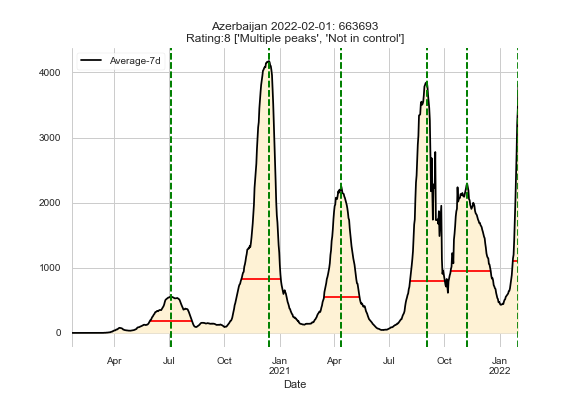 Azerbaijan 2022-02-01: 663693
Rating:8 ['Multiple peaks', 'Not in control']
Average-7d
4000
3000
2000
1000
0
Apr
Jul
Oct
Jan
2021
Apr
Jul
Oct
Jan
2022
Date